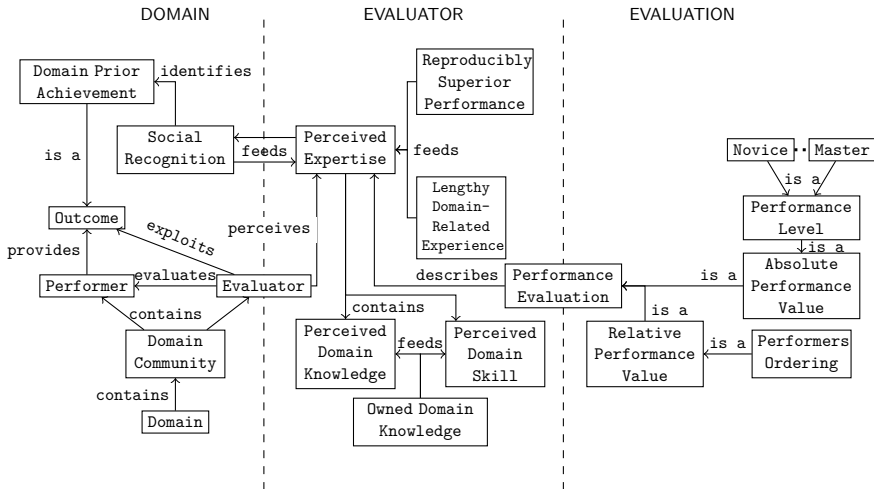 DOMAIN
EVALUATOR
EVALUATION
Domain Prior
Achievement
identifies
Reproducibly
Superior
Performance
Social
Recognition
feeds
Perceived
Expertise
feeds
is a
Novice
Master
is a
Lengthy
Domain-
Related
Experience
Performance
Level
Outcome
exploits
perceives
is a
provides
Performer
evaluates
Evaluator
describes
Performance
Evaluation
is a
Absolute
Performance
Value
contains
contains
is a
Domain
Community
Perceived
Domain
Knowledge
feeds
Perceived
Domain
Skill
Relative
Performance
Value
is a
Performers
Ordering
contains
Domain
Owned Domain
Knowledge